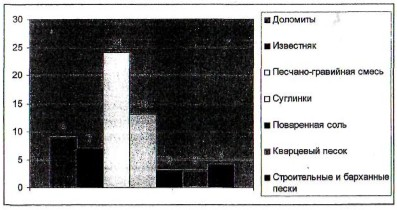 30
25
20
15
10
5
0
Доломиты
Известняк
Песчано-гравийная смесь
Суглинки
Поваренная соль
Кварцевый песок
Строительные и барханные
пески